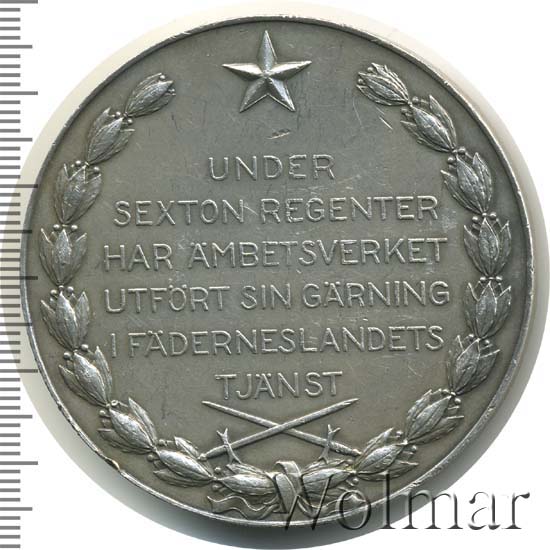 UNDER
SEXTON REGENTER
HAR ÄMBETSVERKET
UTFÖRT SIN GÄRNING
I FÄDERNESLANDETS
TJÄNST
Wolmar